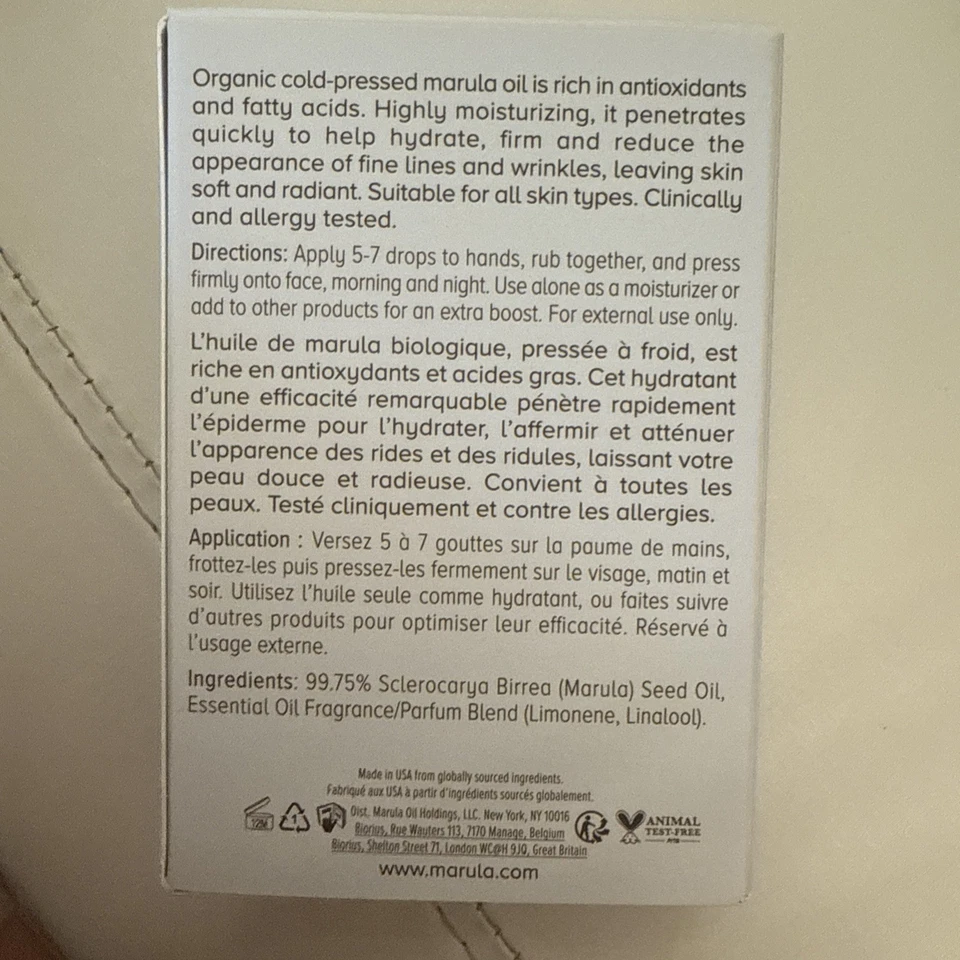 Organic cold-pressed marula oil is rich in antioxidants
and fatty acids. Highly moisturizing, it penetrates
quickly to help hydrate, firm and reduce the
appearance of fine lines and wrinkles, leaving skin
soft and radiant. Suitable for all skin types. Clinically
and allergy tested.
Directions: Apply 5-7 drops to hands, rub together, and press
firmly onto face, morning and night. Use alone as a moisturizer or
add to other products for an extra boost. For external use only.
L'huile de marula biologique, pressée à froid, est
riche en antioxydants et acides gras. Cet hydratant
d'une efficacité remarquable pénètre rapidement
l'épiderme pour l'hydrater, l'affermir et atténuer
l'apparence des rides et des ridules, laissant votre
peau douce et radieuse. Convient à toutes les
peaux. Testé cliniquement et contre les allergies.
Application : Versez 5 à 7 gouttes sur la paume de mains,
frottez-les puis pressez-les fermement sur le visage, matin et
soir. Utilisez l'huile seule comme hydratant, ou faites suivre
d'autres produits pour optimiser leur efficacité. Réservé à
l'usage externe.
Ingredients: 99.75% Sclerocarya Birrea (Marula) Seed Oil,
Essential Oil Fragrance/Parfum Blend (Limonene, Linalool).
Made in USA from globally sourced ingredients.
Fabriqué aux USA à partir d'ingrédients sourcés globalement.
12M
1
Dist. Marula Oil Holdings, LLC. New York, NY 10016
Biorius, Rue Wauters 113, 7170 Manage, Belgium
Biorius, Shelton Street 71, London 9JQ, Great Britain
ANIMAL
TEST-FREE
www.marula.com